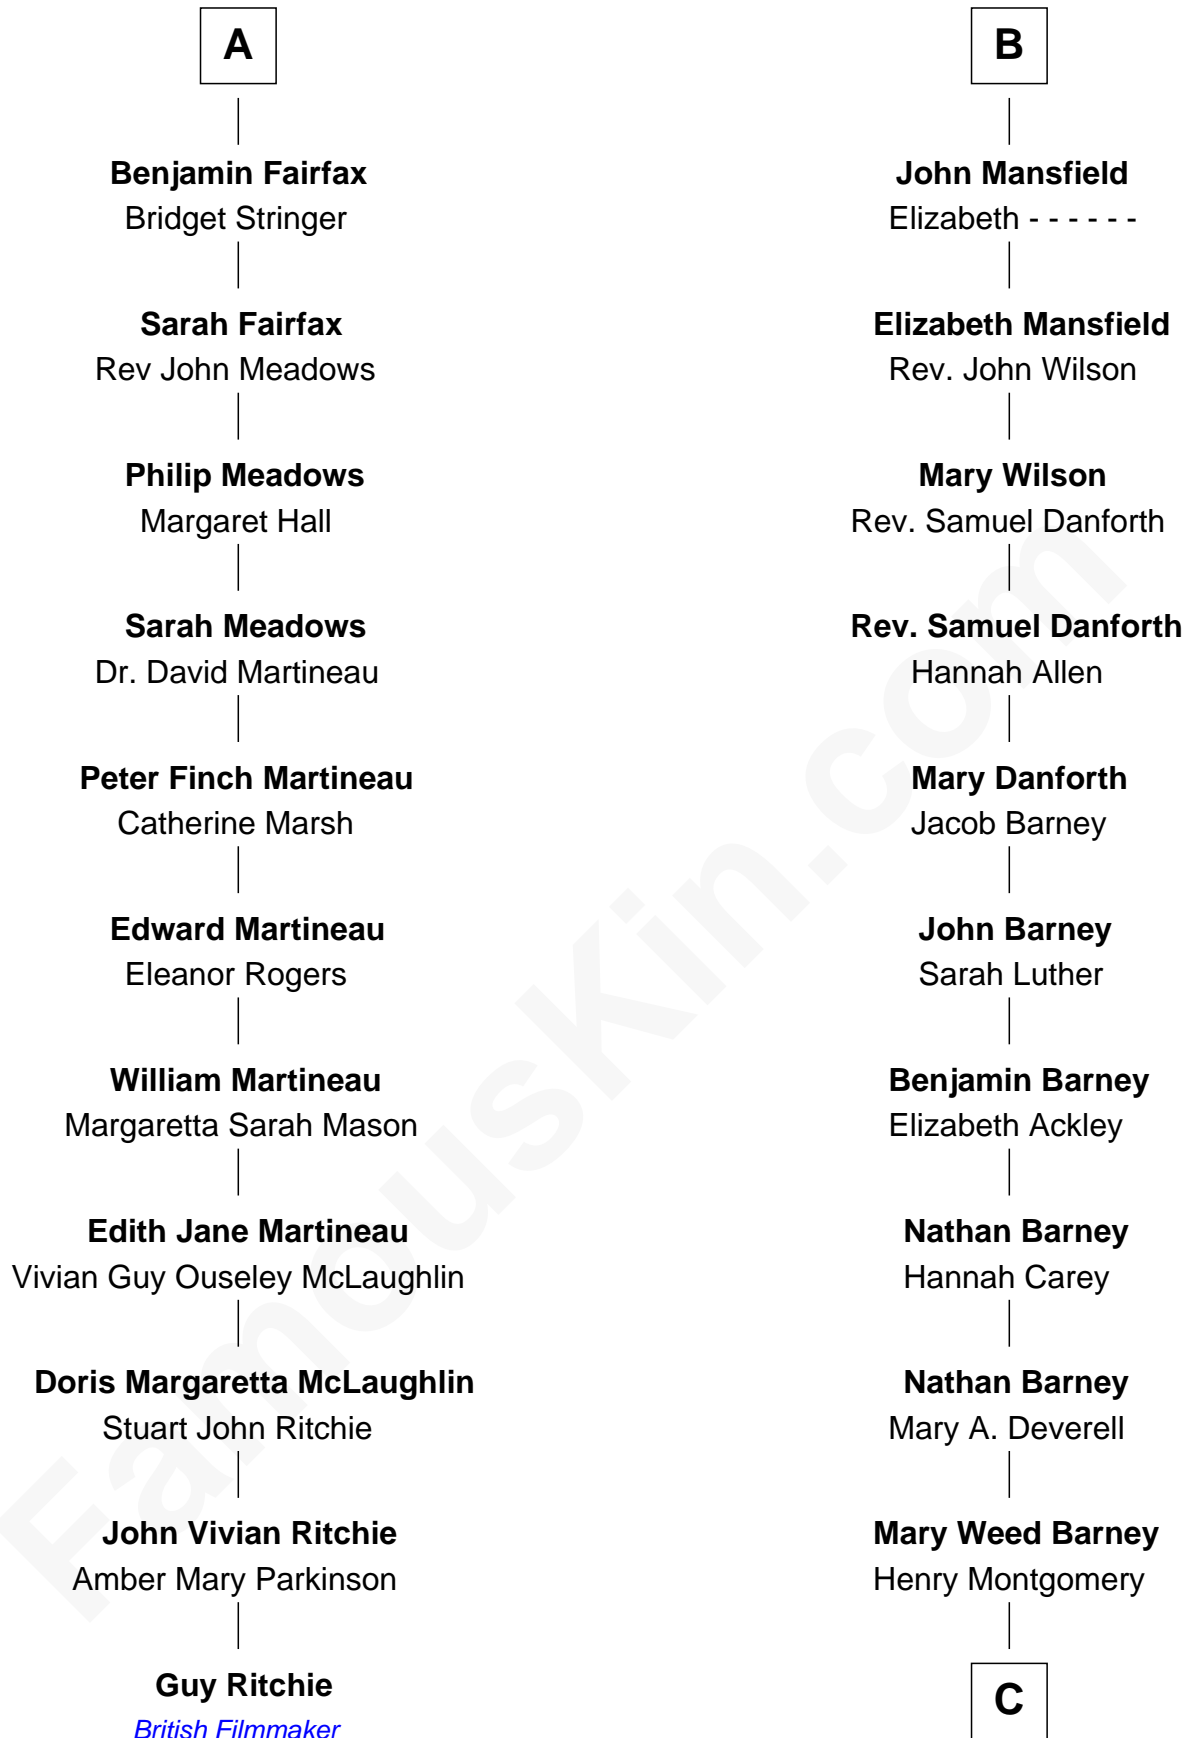 A
Benjamin Fairfax
Bridget Stringer
Sarah Fairfax
Rev John Meadows
Philip Meadows
Margaret Hall
Sarah Meadows
Dr. David Martineau
Peter Finch Martineau
Catherine Marsh
Edward Martineau
Eleanor Rogers
William Martineau
Margaretta Sarah Mason
Edith Jane Martineau
Vivian Guy Ouseley McLaughlin
Doris Margaretta McLaughlin
Stuart John Ritchie
John Vivian Ritchie
Amber Mary Parkinson
Guy Ritchie
British Filmmaker
B
John Mansfield
Elizabeth - - - - - -
Elizabeth Mansfield
Rev. John Wilson
Mary Wilson
Rev. Samuel Danforth
Rev. Samuel Danforth
Hannah Allen
Mary Danforth
Jacob Barney
John Barney
Sarah Luther
Benjamin Barney
Elizabeth Ackley
Nathan Barney
Hannah Carey
Nathan Barney
Mary A. Deverell
Mary Weed Barney
Henry Montgomery
C
FamousKin.com